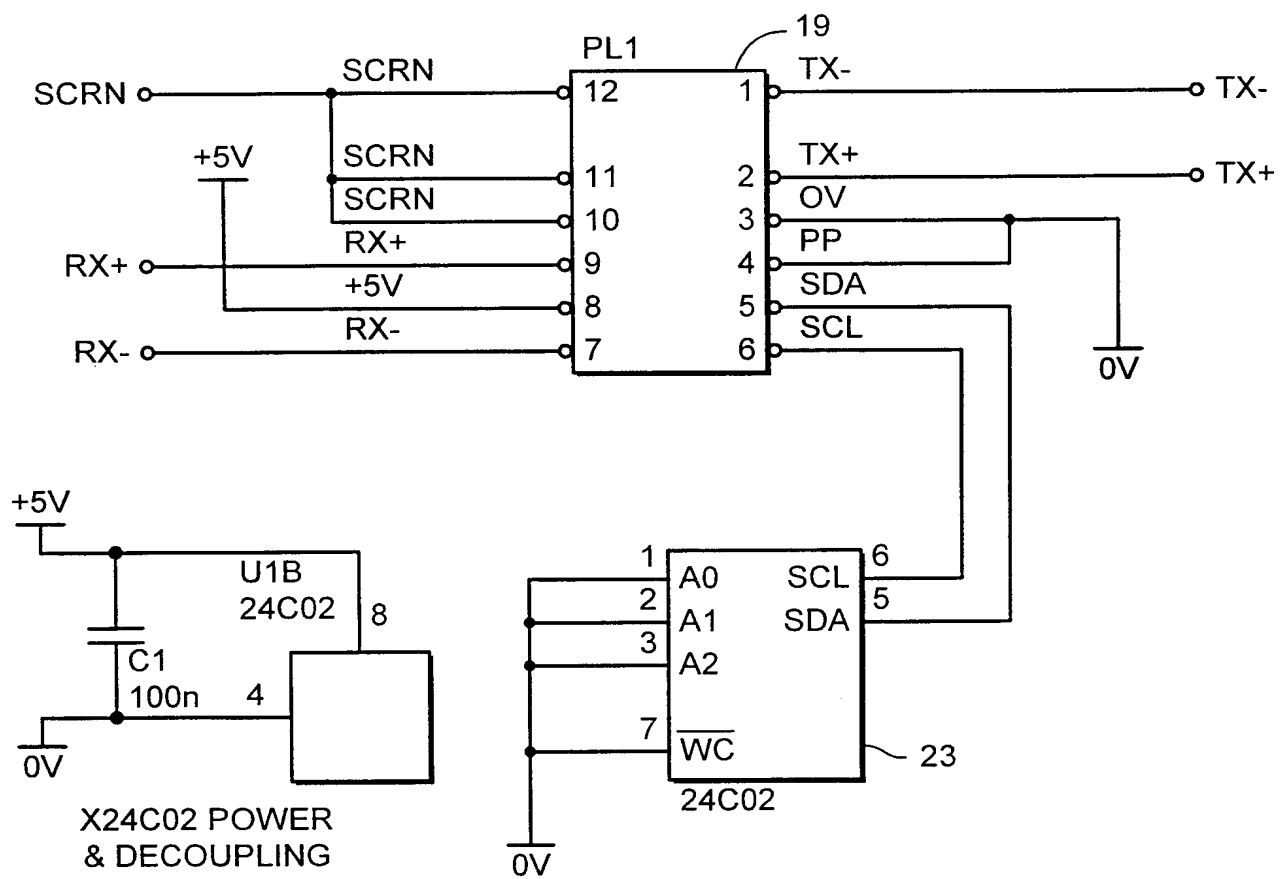 PL1
19
SCRN
SCRN
12
1
TX-
TX-
+5V
SCRN
11
2
TX+
TX+
SCRN
10
3
OV
RX+
RX+
9
4
PP
+5V
8
5
SDA
RX-
RX-
7
6
SCL
0V
+5V
U1B
24C02
8
C1
100n
4
0V
X24C02 POWER
& DECOUPLING
1
A0
SCL
6
2
A1
SDA
5
3
A2
7
WC
23
24C02
0V